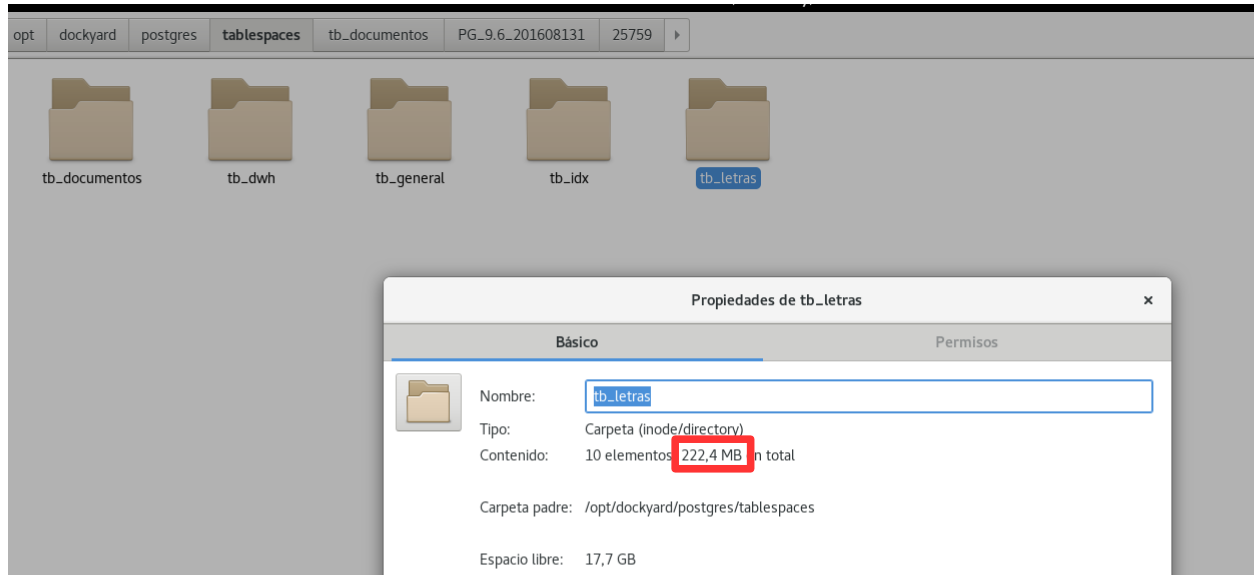 opt dockyard postgres tablespaces tb_documentos PG_9.6_201608131 25759
tb_documentos tb_dwh tb_general tb_idx tb_letras
Propiedades de tb_letras ×
Básico Permisos
Nombre: tb_letras
Tipo: Carpeta (inode/directory)
Contenido: 10 elementos 222,4 MB n total
Carpeta padre: /opt/dockyard/postgres/tablespaces
Espacio libre: 17,7 GB